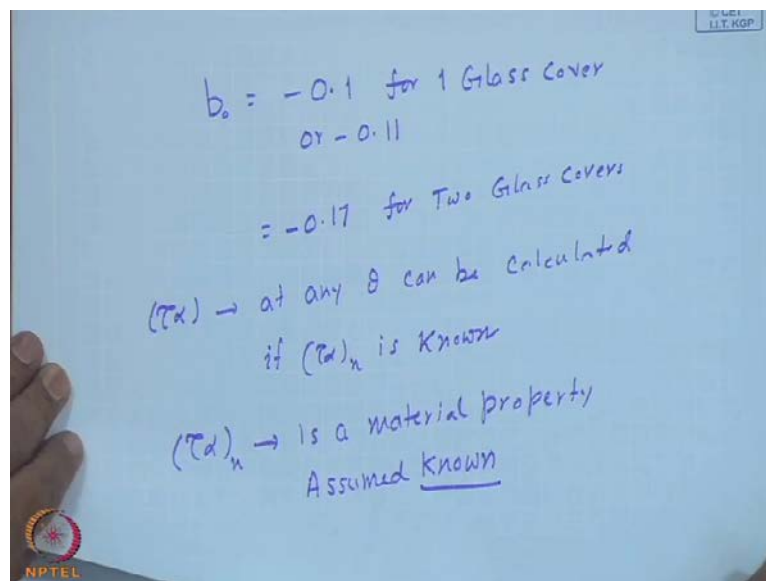 © CET
I.I.T. KGP
b₀ = -0.1 for 1 Glass Cover
or -0.11
= -0.17 for Two Glass Covers
(τα) → at any θ can be calculated
if (τα)ₙ is known
(τα)ₙ → is a material property
Assumed known
NPTEL